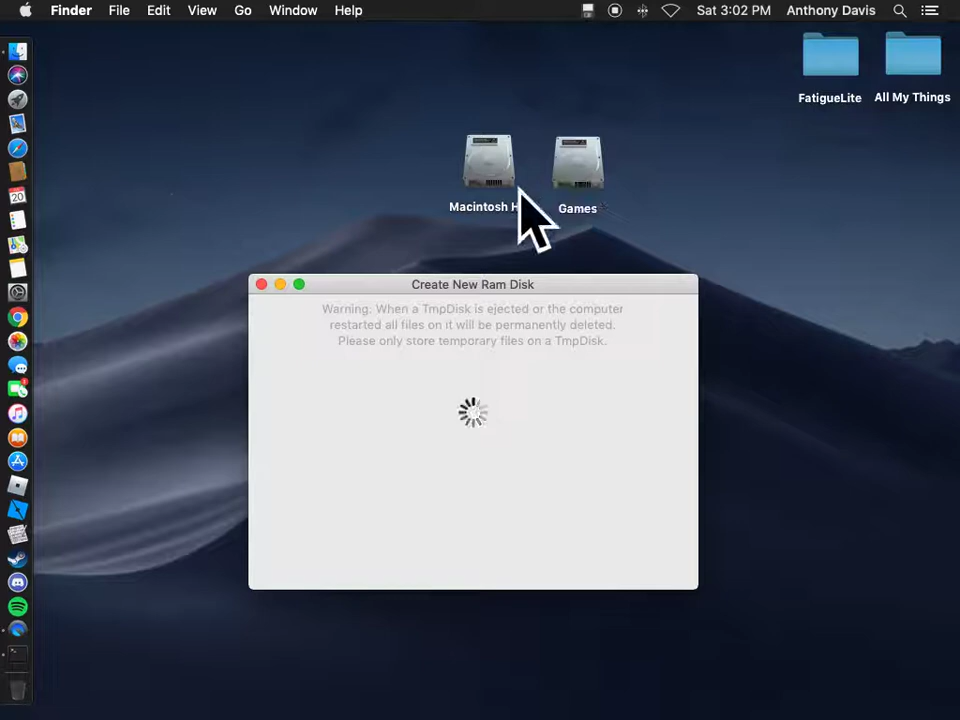 Finder File Edit View Go Window Help Sat 3:02 PM Anthony Davis
FatigueLite All My Things
Macintosh Games
Create New Ram Disk
Warning: When a TmpDisk is ejected or the computer
restarted all files on it will be permanently deleted.
Please only store temporary files on a TmpDisk.
20